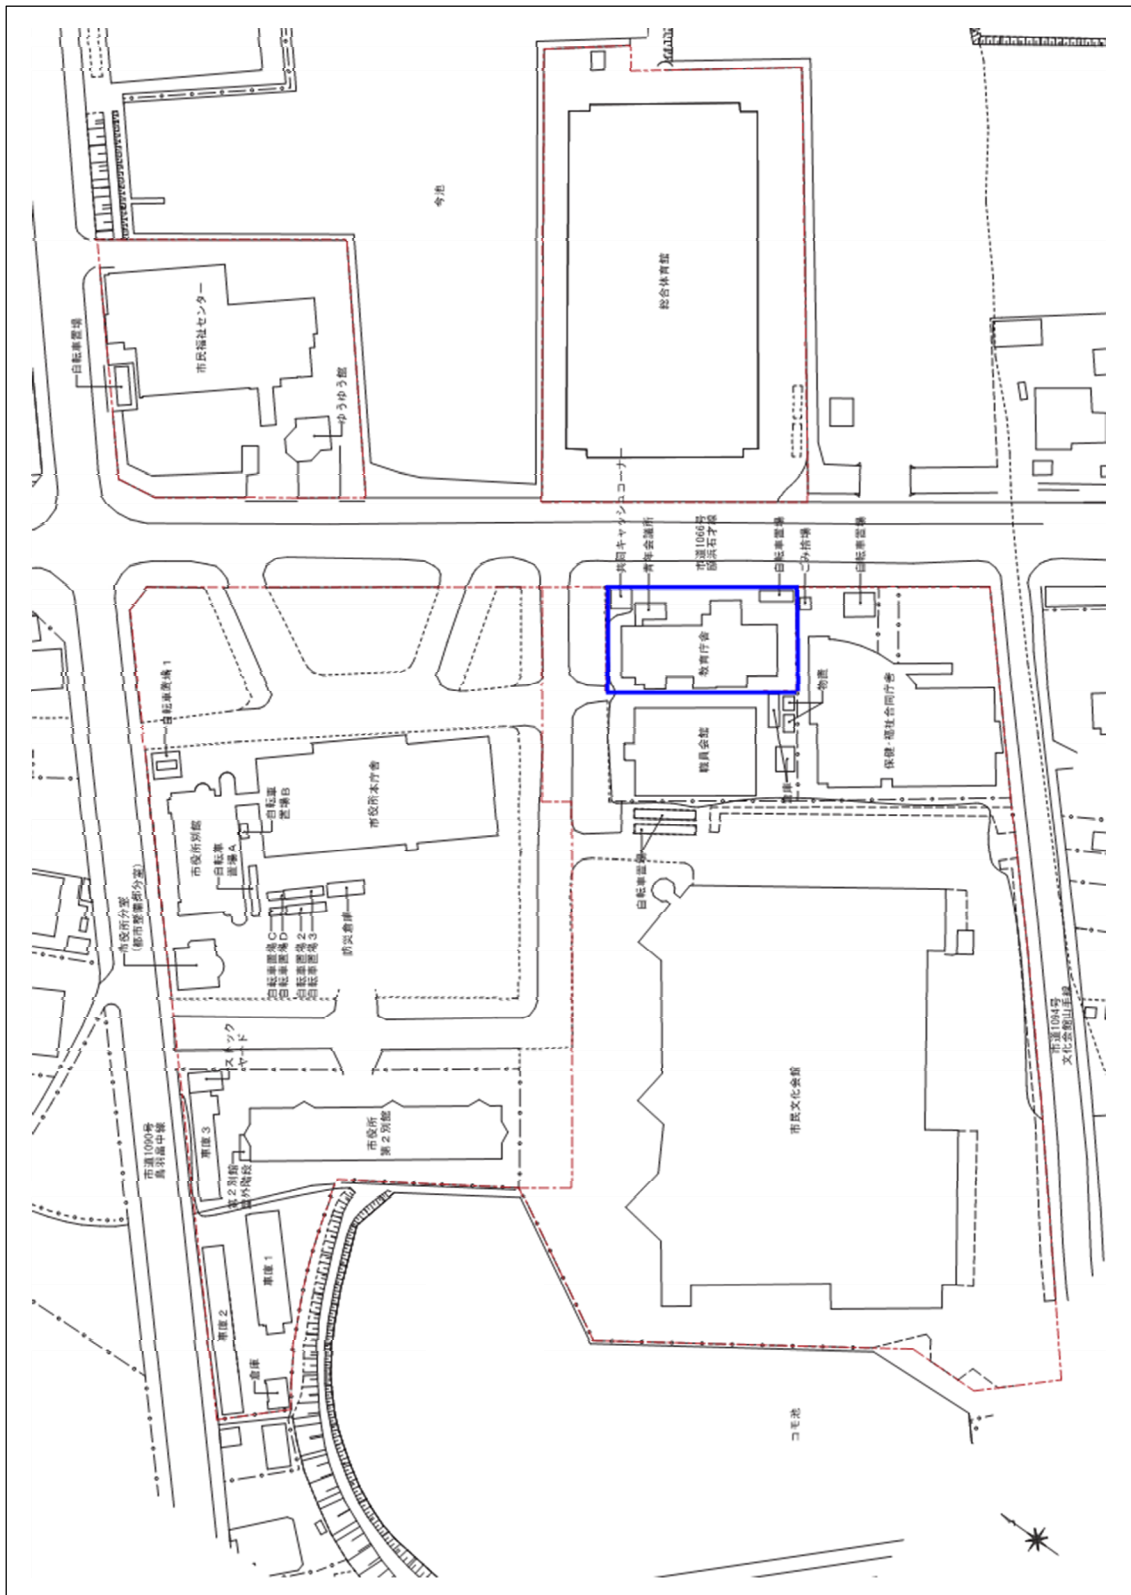 今池
総合体育館
市民福祉センター
自転車置場
ゆうゆう館
共同キャッシュコーナー
青年会議所
市道1066号
脇浜石才線
自転車置場
ごみ捨場
自転車置場
教育庁舎
物置
保健・福祉合同庁舎
職員会館
倉庫
自転車置場
自転車置場1
市役所本庁舎
自転車
置場B
市役所別館
自転車
置場A
市役所分室
(都市整備部分室)
自転車置場C
自転車置場D
自転車置場2
自転車置場3
防災倉庫
ストック
ヤード
市道1090号
鳥羽畠中線
車庫3
第2別館
屋外階段
市役所
第2別館
市民文化会館
市道1094号
文化会館山手線
車庫1
車庫2
倉庫
コモ池